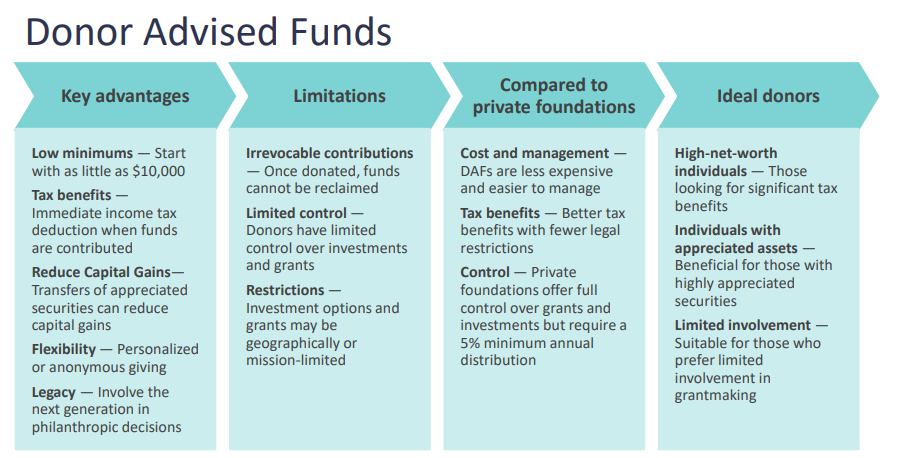 Donor Advised Funds
Key advantages
Low minimums — Start
with as little as $10,000
Tax benefits —
Immediate income tax
deduction when funds
are contributed
Reduce Capital Gains—
Transfers of appreciated
securities can reduce
capital gains
Flexibility — Personalized
or anonymous giving
Legacy — Involve the
next generation in
philanthropic decisions
Limitations
Irrevocable contributions
— Once donated, funds
cannot be reclaimed
Limited control —
Donors have limited
control over investments
and grants
Restrictions —
Investment options and
grants may be
geographically or
mission-limited
Compared to
private foundations
Cost and management —
DAFs are less expensive
and easier to manage
Tax benefits — Better tax
benefits with fewer legal
restrictions
Control — Private
foundations offer full
control over grants and
investments but require a
5% minimum annual
distribution
Ideal donors
High-net-worth
individuals — Those
looking for significant tax
benefits
Individuals with
appreciated assets —
Beneficial for those with
highly appreciated
securities
Limited involvement —
Suitable for those who
prefer limited
involvement in
grantmaking